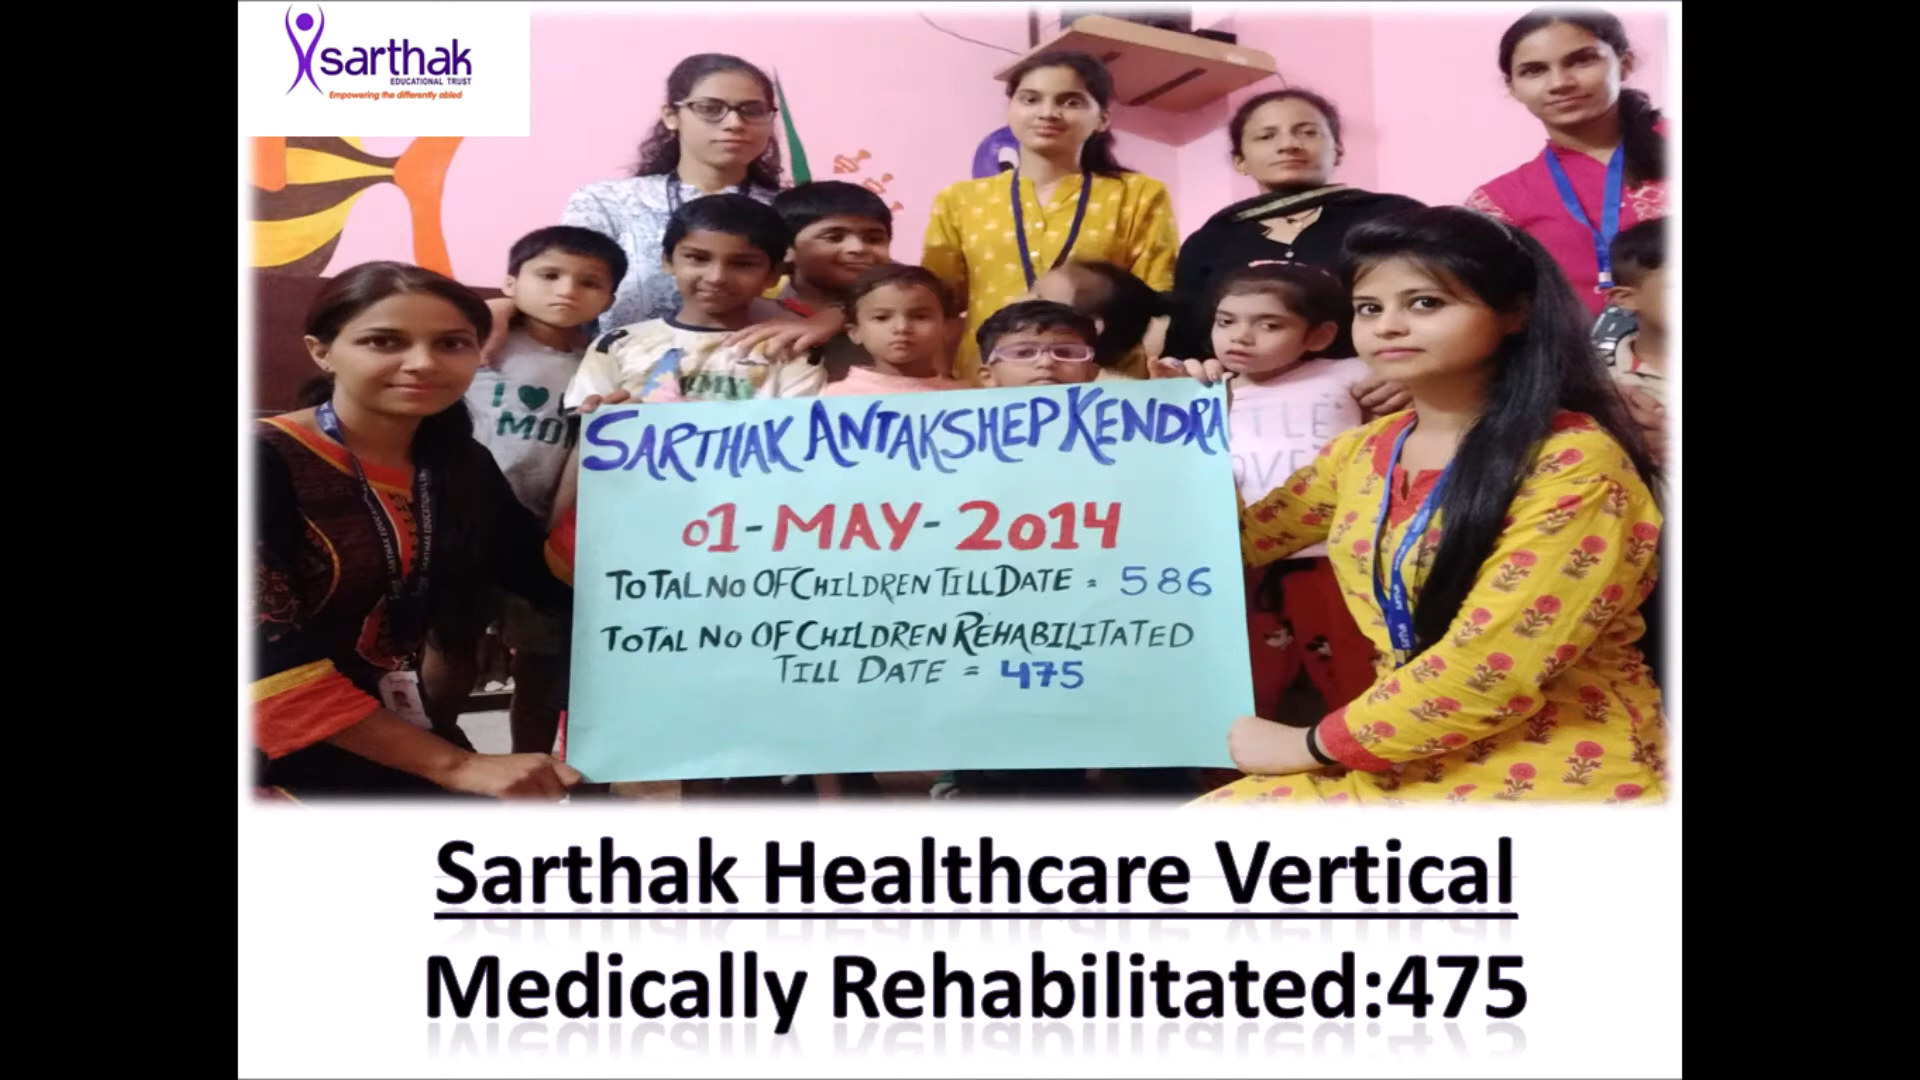 sarthak
EDUCATIONAL TRUST
Empowering the differently abled
I ♥
MO
SARTHAK ANTAKSHEP KENDRA
01-MAY-2014
TOTAL NO OF CHILDREN TILL DATE = 586
TOTAL NO OF CHILDREN REHABILITATED
TILL DATE = 475
Sarthak Healthcare Vertical
Medically Rehabilitated:475